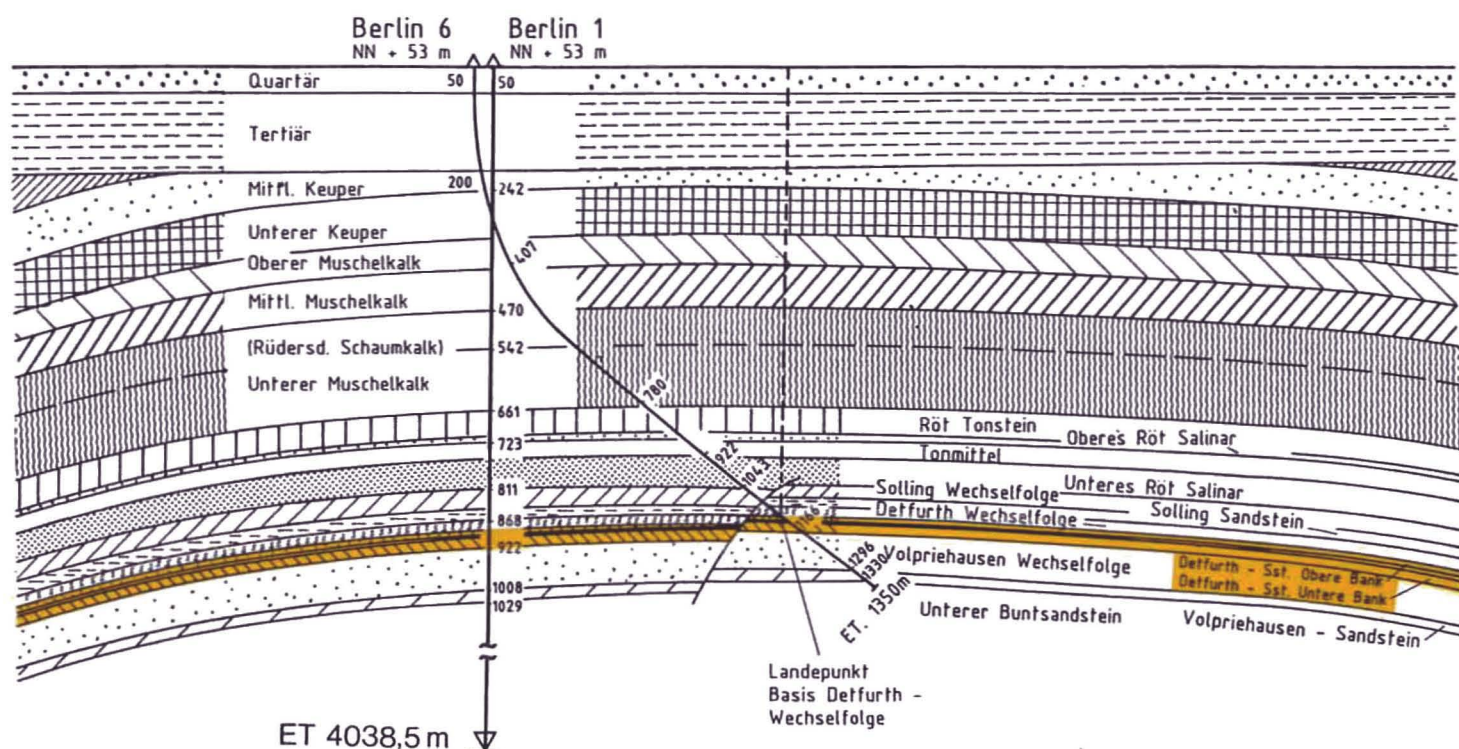 Berlin 6
NN + 53 m
Berlin 1
NN + 53 m
Quartär
50
50
Tertiär
Mittl. Keuper
200
242
Unterer Keuper
407
Oberer Muschelkalk
Mittl. Muschelkalk
470
(Rüdersd. Schaumkalk)
542
Unterer Muschelkalk
780
661
Röt Tonstein
Oberes Röt Salinar
723
922
Tonmittel
1043
811
Solling Wechselfolge
Unteres Röt Salinar
868
Detfurth Wechselfolge
Solling Sandstein
922
1296
Volpriehausen Wechselfolge
Detfurth - Sst. Obere Bank
1330
Detfurth - Sst. Untere Bank
1008
1029
ET. 1350m
Unterer Buntsandstein
Volpriehausen - Sandstein
Landepunkt
Basis Detfurth -
Wechselfolge
ET 4038,5 m